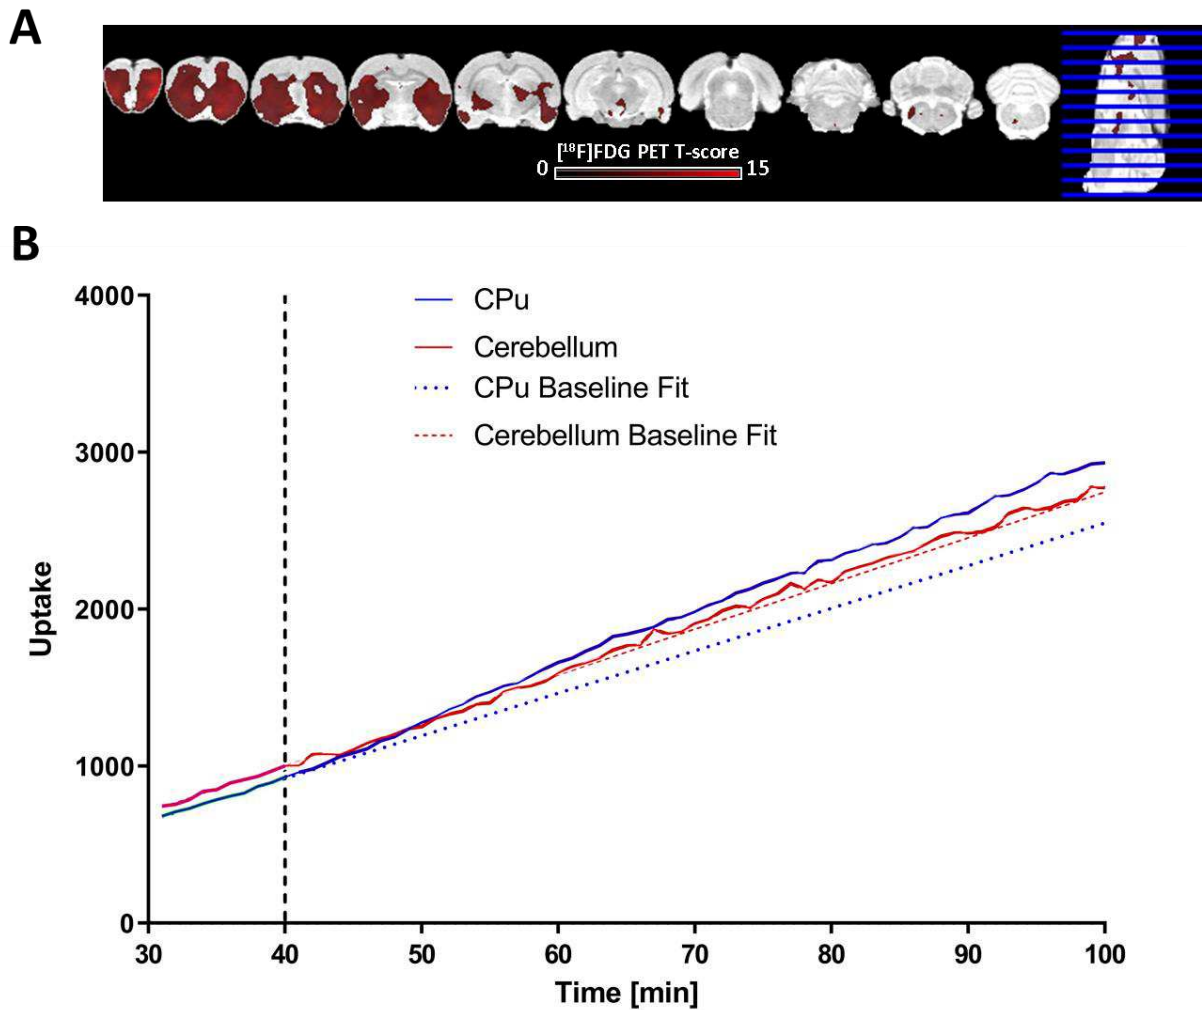 A
[¹⁸F]FDG PET T-score
0 15
B
CPu
Cerebellum
CPu Baseline Fit
Cerebellum Baseline Fit
4000
3000
2000
1000
0
Uptake
30 40 50 60 70 80 90 100
Time [min]